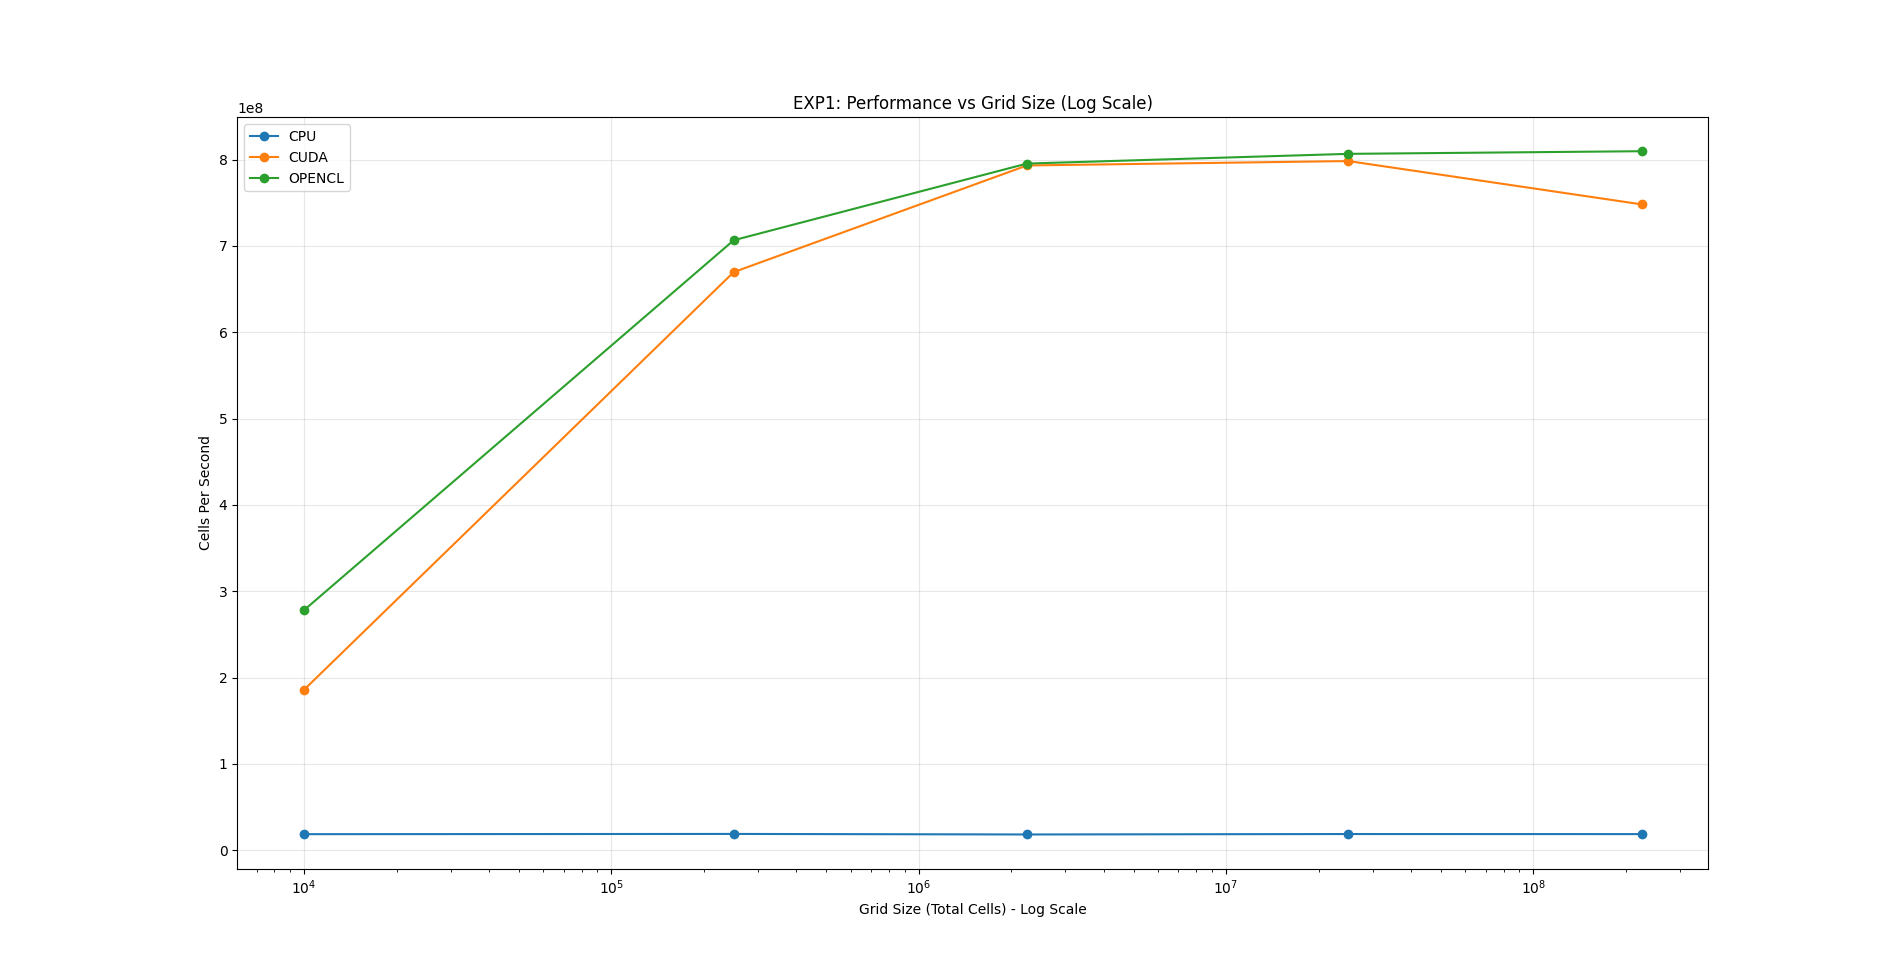 EXP1: Performance vs Grid Size (Log Scale)
1e8
CPU
CUDA
OPENCL
8
7
6
5
4
3
2
1
0
Cells Per Second
10⁴ 10⁵ 10⁶ 10⁷ 10⁸
Grid Size (Total Cells) - Log Scale